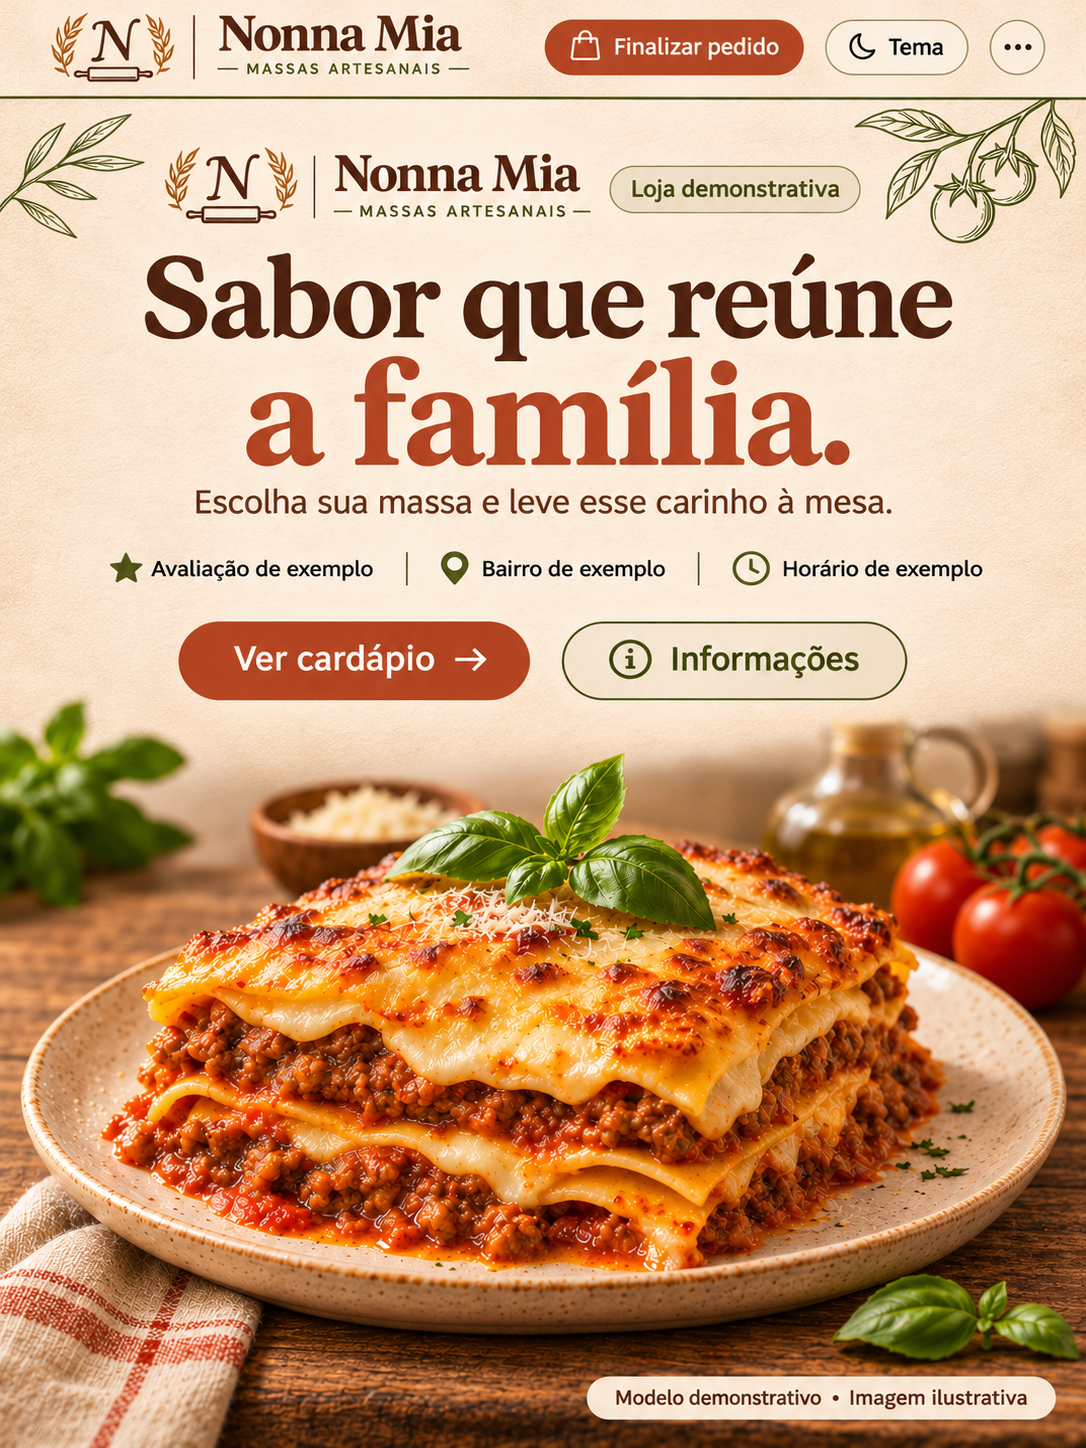 N
Nonna Mia
MASSAS ARTESANAIS
Finalizar pedido
Tema
N
Nonna Mia
MASSAS ARTESANAIS
Loja demonstrativa
Sabor que reúne
a família.
Escolha sua massa e leve esse carinho à mesa.
Avaliação de exemplo
Bairro de exemplo
Horário de exemplo
Ver cardápio →
Informações
Modelo demonstrativo • Imagem ilustrativa